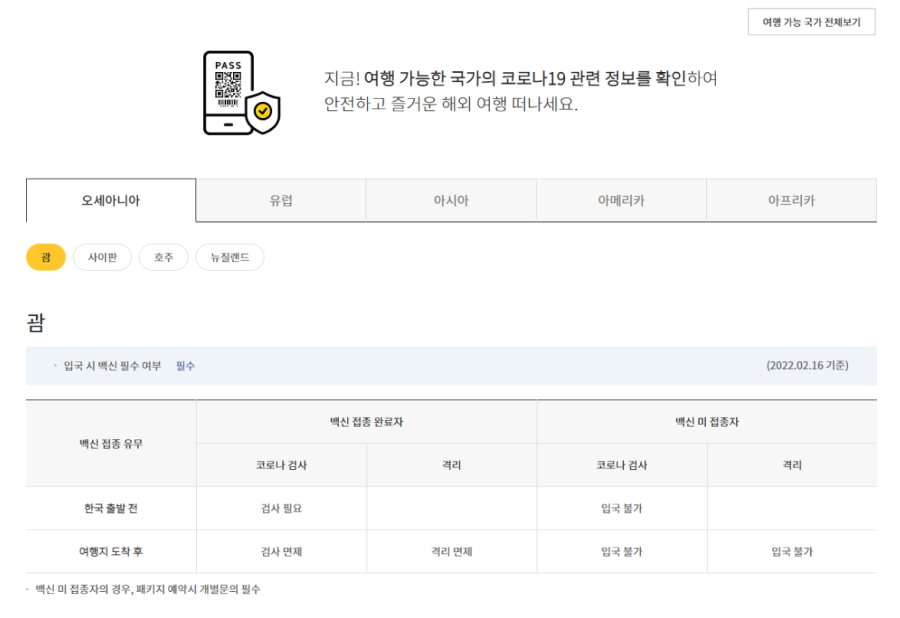 여행 가능 국가 전체보기
PASS
지금! 여행 가능한 국가의 코로나19 관련 정보를 확인하여
안전하고 즐거운 해외 여행 떠나세요.
오세아니아 유럽 아시아 아메리카 아프리카
괌 사이판 호주 뉴질랜드
괌
· 입국 시 백신 필수 여부 필수 (2022.02.16 기준)
백신 접종 유무 백신 접종 완료자 백신 미 접종자
코로나 검사 격리 코로나 검사 격리
한국 출발 전 검사 필요 입국 불가
여행지 도착 후 검사 면제 격리 면제 입국 불가 입국 불가
· 백신 미 접종자의 경우, 패키지 예약시 개별문의 필수